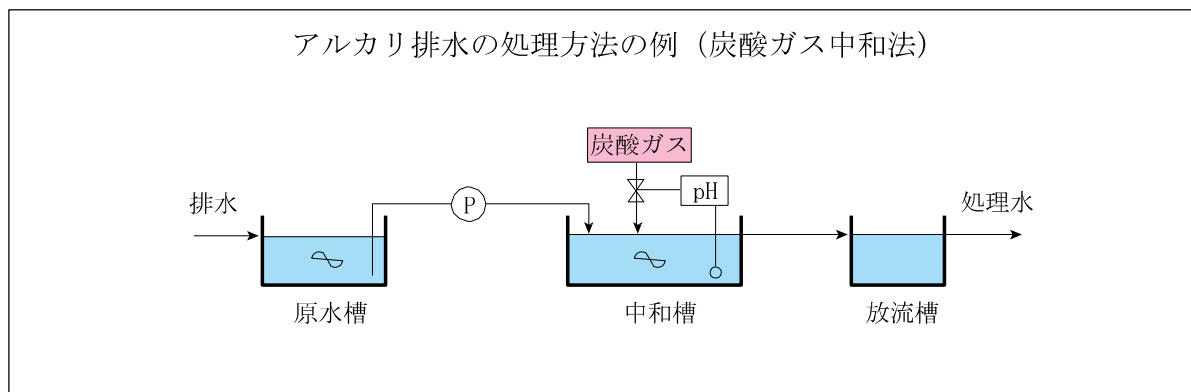 アルカリ排水の処理方法の例（炭酸ガス中和法）
炭酸ガス
pH
排水
P
処理水
原水槽
中和槽
放流槽